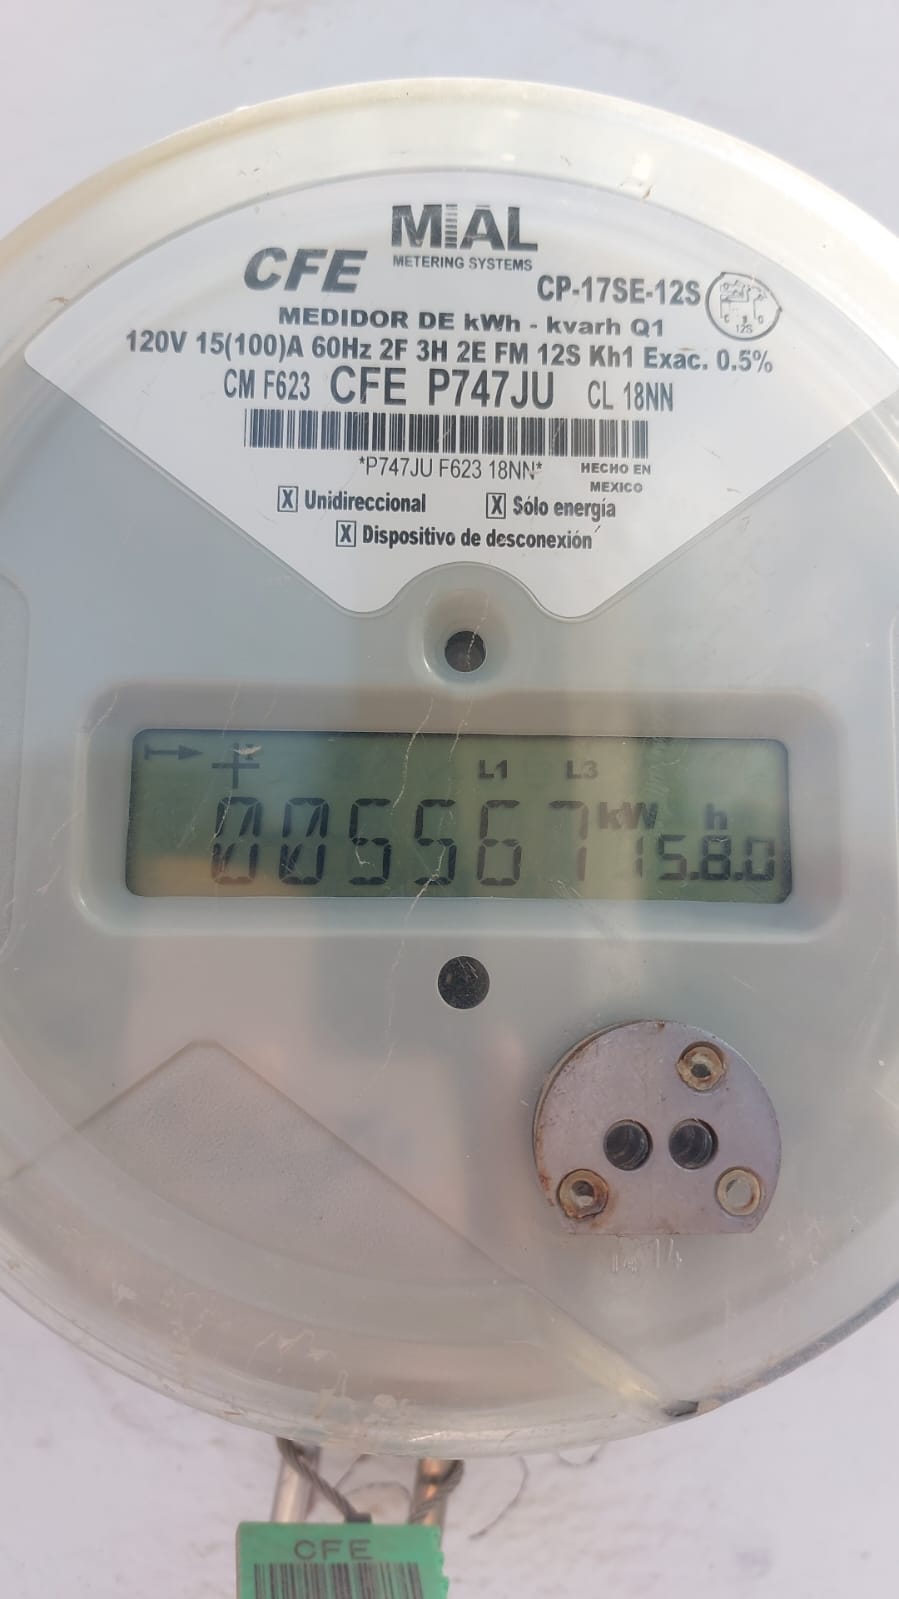 MIAL
METERING SYSTEMS
CFE
CP-17SE-12S
12S
MEDIDOR DE kWh - kvarh Q1
120V 15(100)A 60Hz 2F 3H 2E FM 12S Kh1 Exac. 0.5%
CM F623 CFE P747JU CL 18NN
*P747JU F623 18NN*
HECHO EN
MEXICO
X Unidireccional X Sólo energía
X Dispositivo de desconexión
L1 L3
005567 kW h
15.8.0
CFE